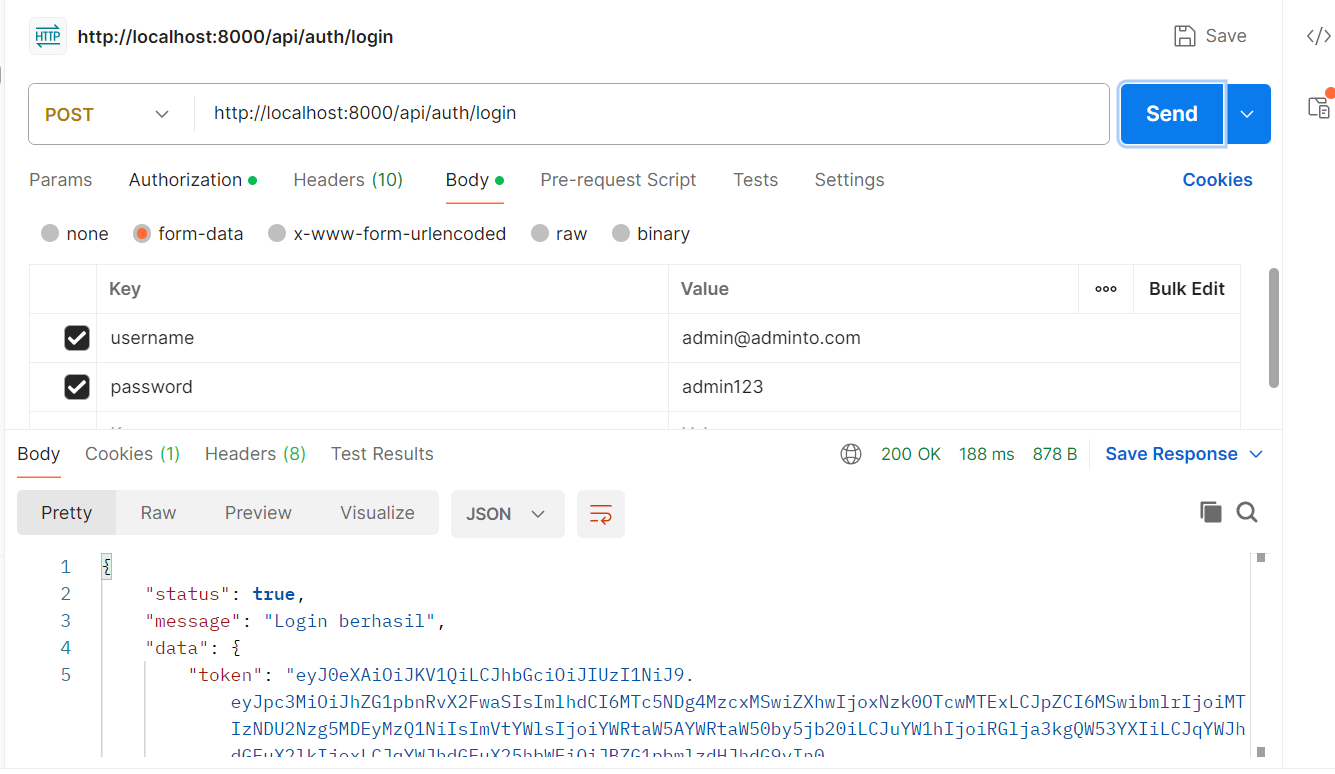 HTTP http://localhost:8000/api/auth/login Save
POST http://localhost:8000/api/auth/login Send
Params Authorization Headers (10) Body Pre-request Script Tests Settings Cookies
none form-data x-www-form-urlencoded raw binary
Key Value Bulk Edit
username admin@adminto.com
password admin123
Body Cookies (1) Headers (8) Test Results 200 OK 188 ms 878 B Save Response
Pretty Raw Preview Visualize JSON
1 {
2 "status": true,
3 "message": "Login berhasil",
4 "data": {
5 "token": "eyJ0eXAiOiJKV1QiLCJhbGciOiJIUzI1NiJ9.
eyJpc3MiOiJhZG1pbnRvX2FwaSIsImlhdCI6MTc5NDg4MzcxMSwiZXhwIjoxNzk0OTcwMTExLCJpZCI6MSwibmlrIjoiMT
IzNDU2Nzg5MDEyMzQ1NiIsImVtYWlsIjoiYWRtaW5AYWRtaW50by5jb20iLCJuYW1hIjoiRGlja3kgQW53YXIiLCJqYWJh